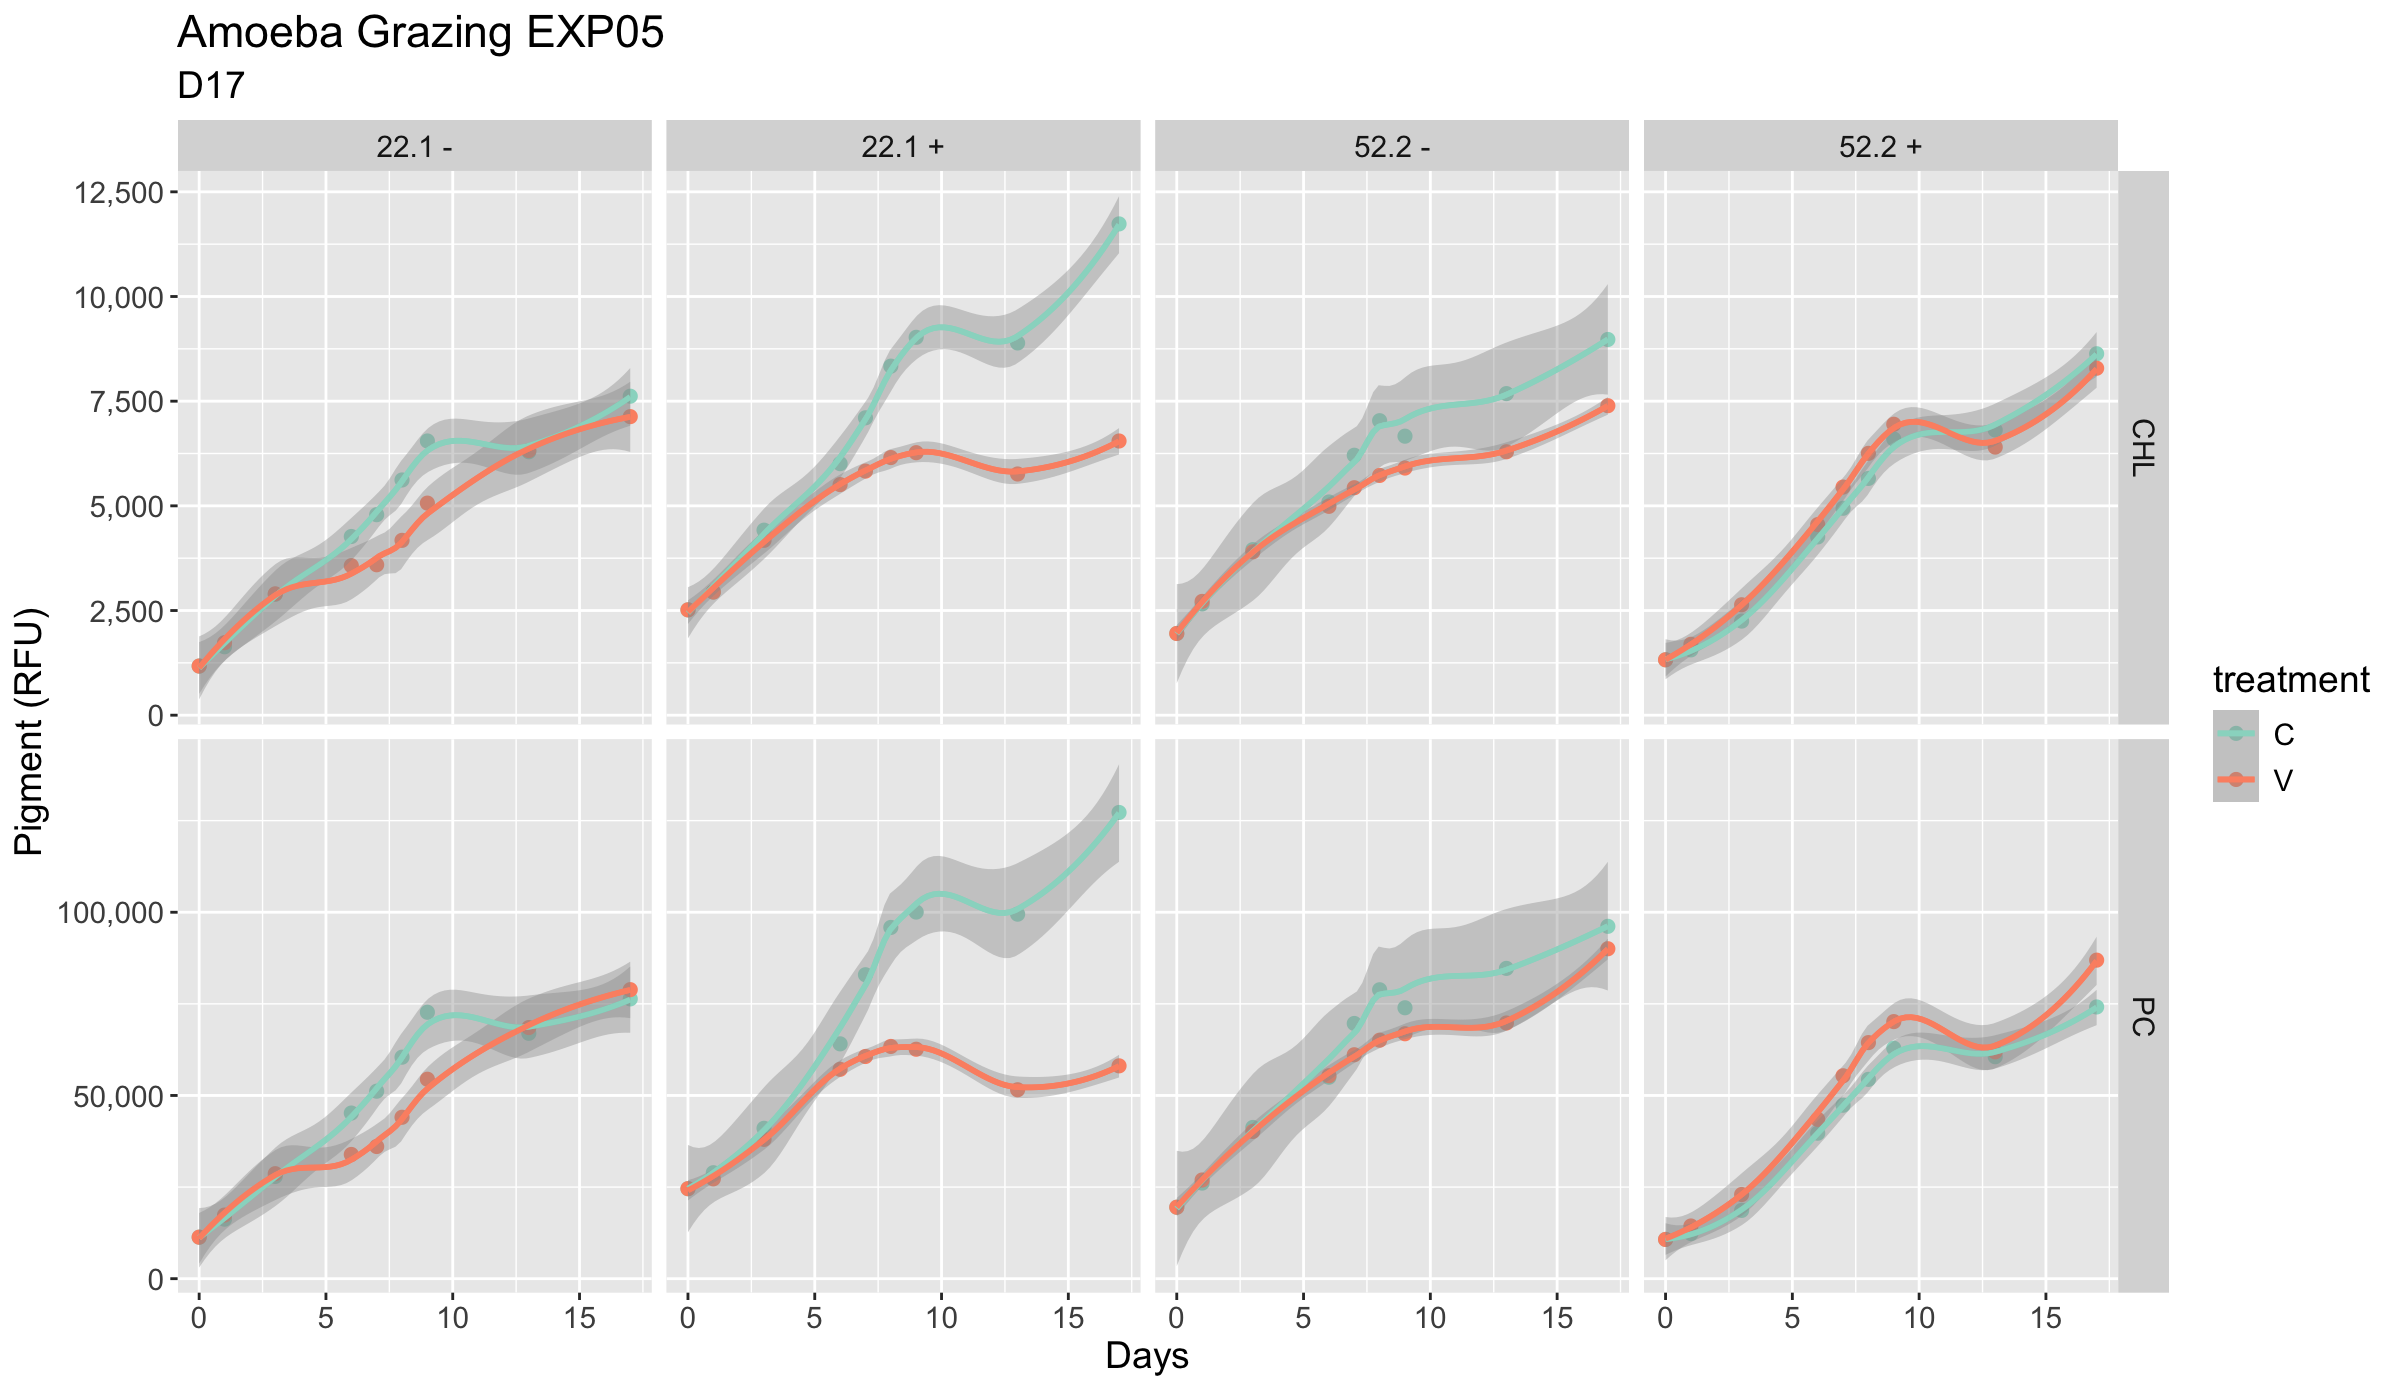 Amoeba Grazing EXP05
D17
22.1 -
22.1 +
52.2 -
52.2 +
12,500
10,000
7,500
5,000
2,500
0
CHL
Pigment (RFU)
treatment
C
V
100,000
50,000
0
PC
0 5 10 15 0 5 10 15 0 5 10 15 0 5 10 15
Days